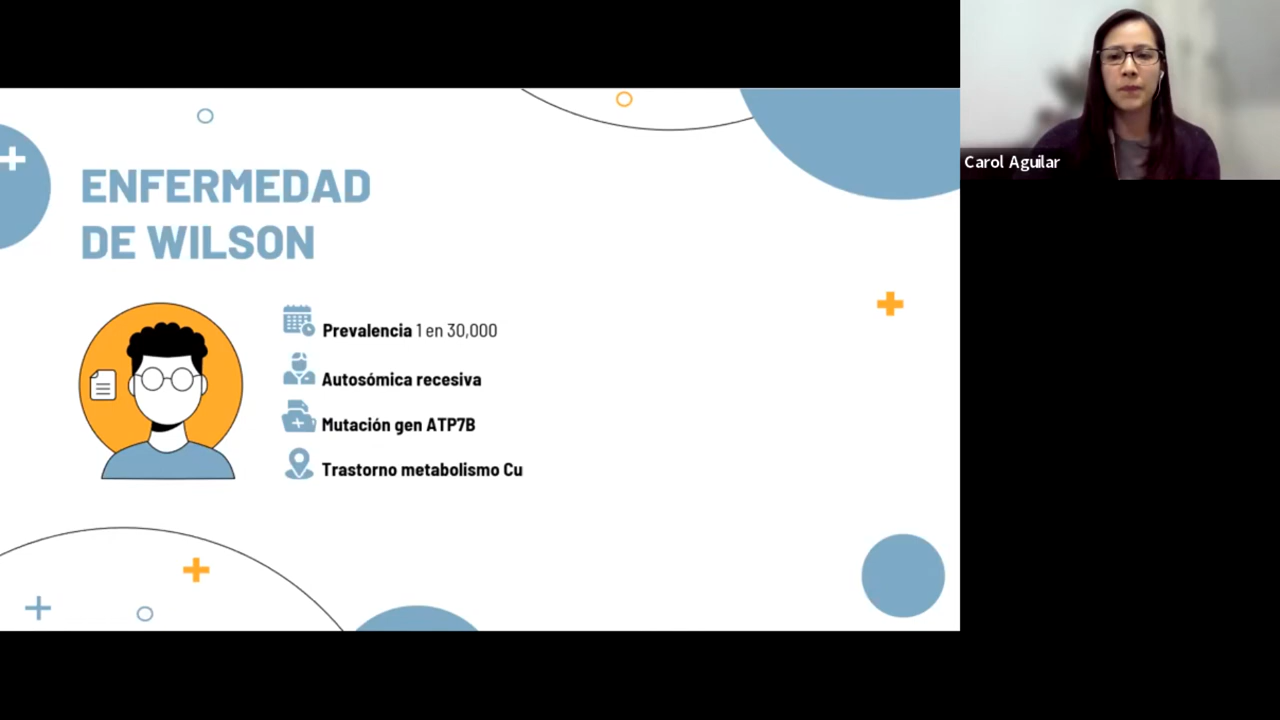 ENFERMEDAD
DE WILSON
Prevalencia 1 en 30,000
Autosómica recesiva
Mutación gen ATP7B
Trastorno metabolismo Cu
Carol Aguilar